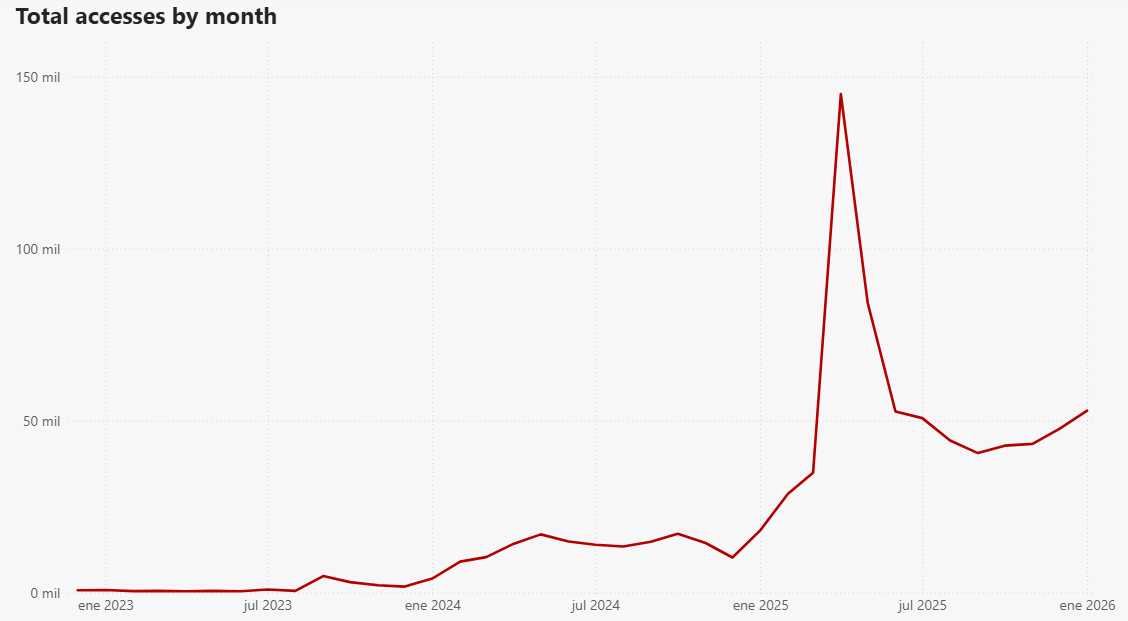 Total accesses by month
150 mil
100 mil
50 mil
0 mil
ene 2023
jul 2023
ene 2024
jul 2024
ene 2025
jul 2025
ene 2026